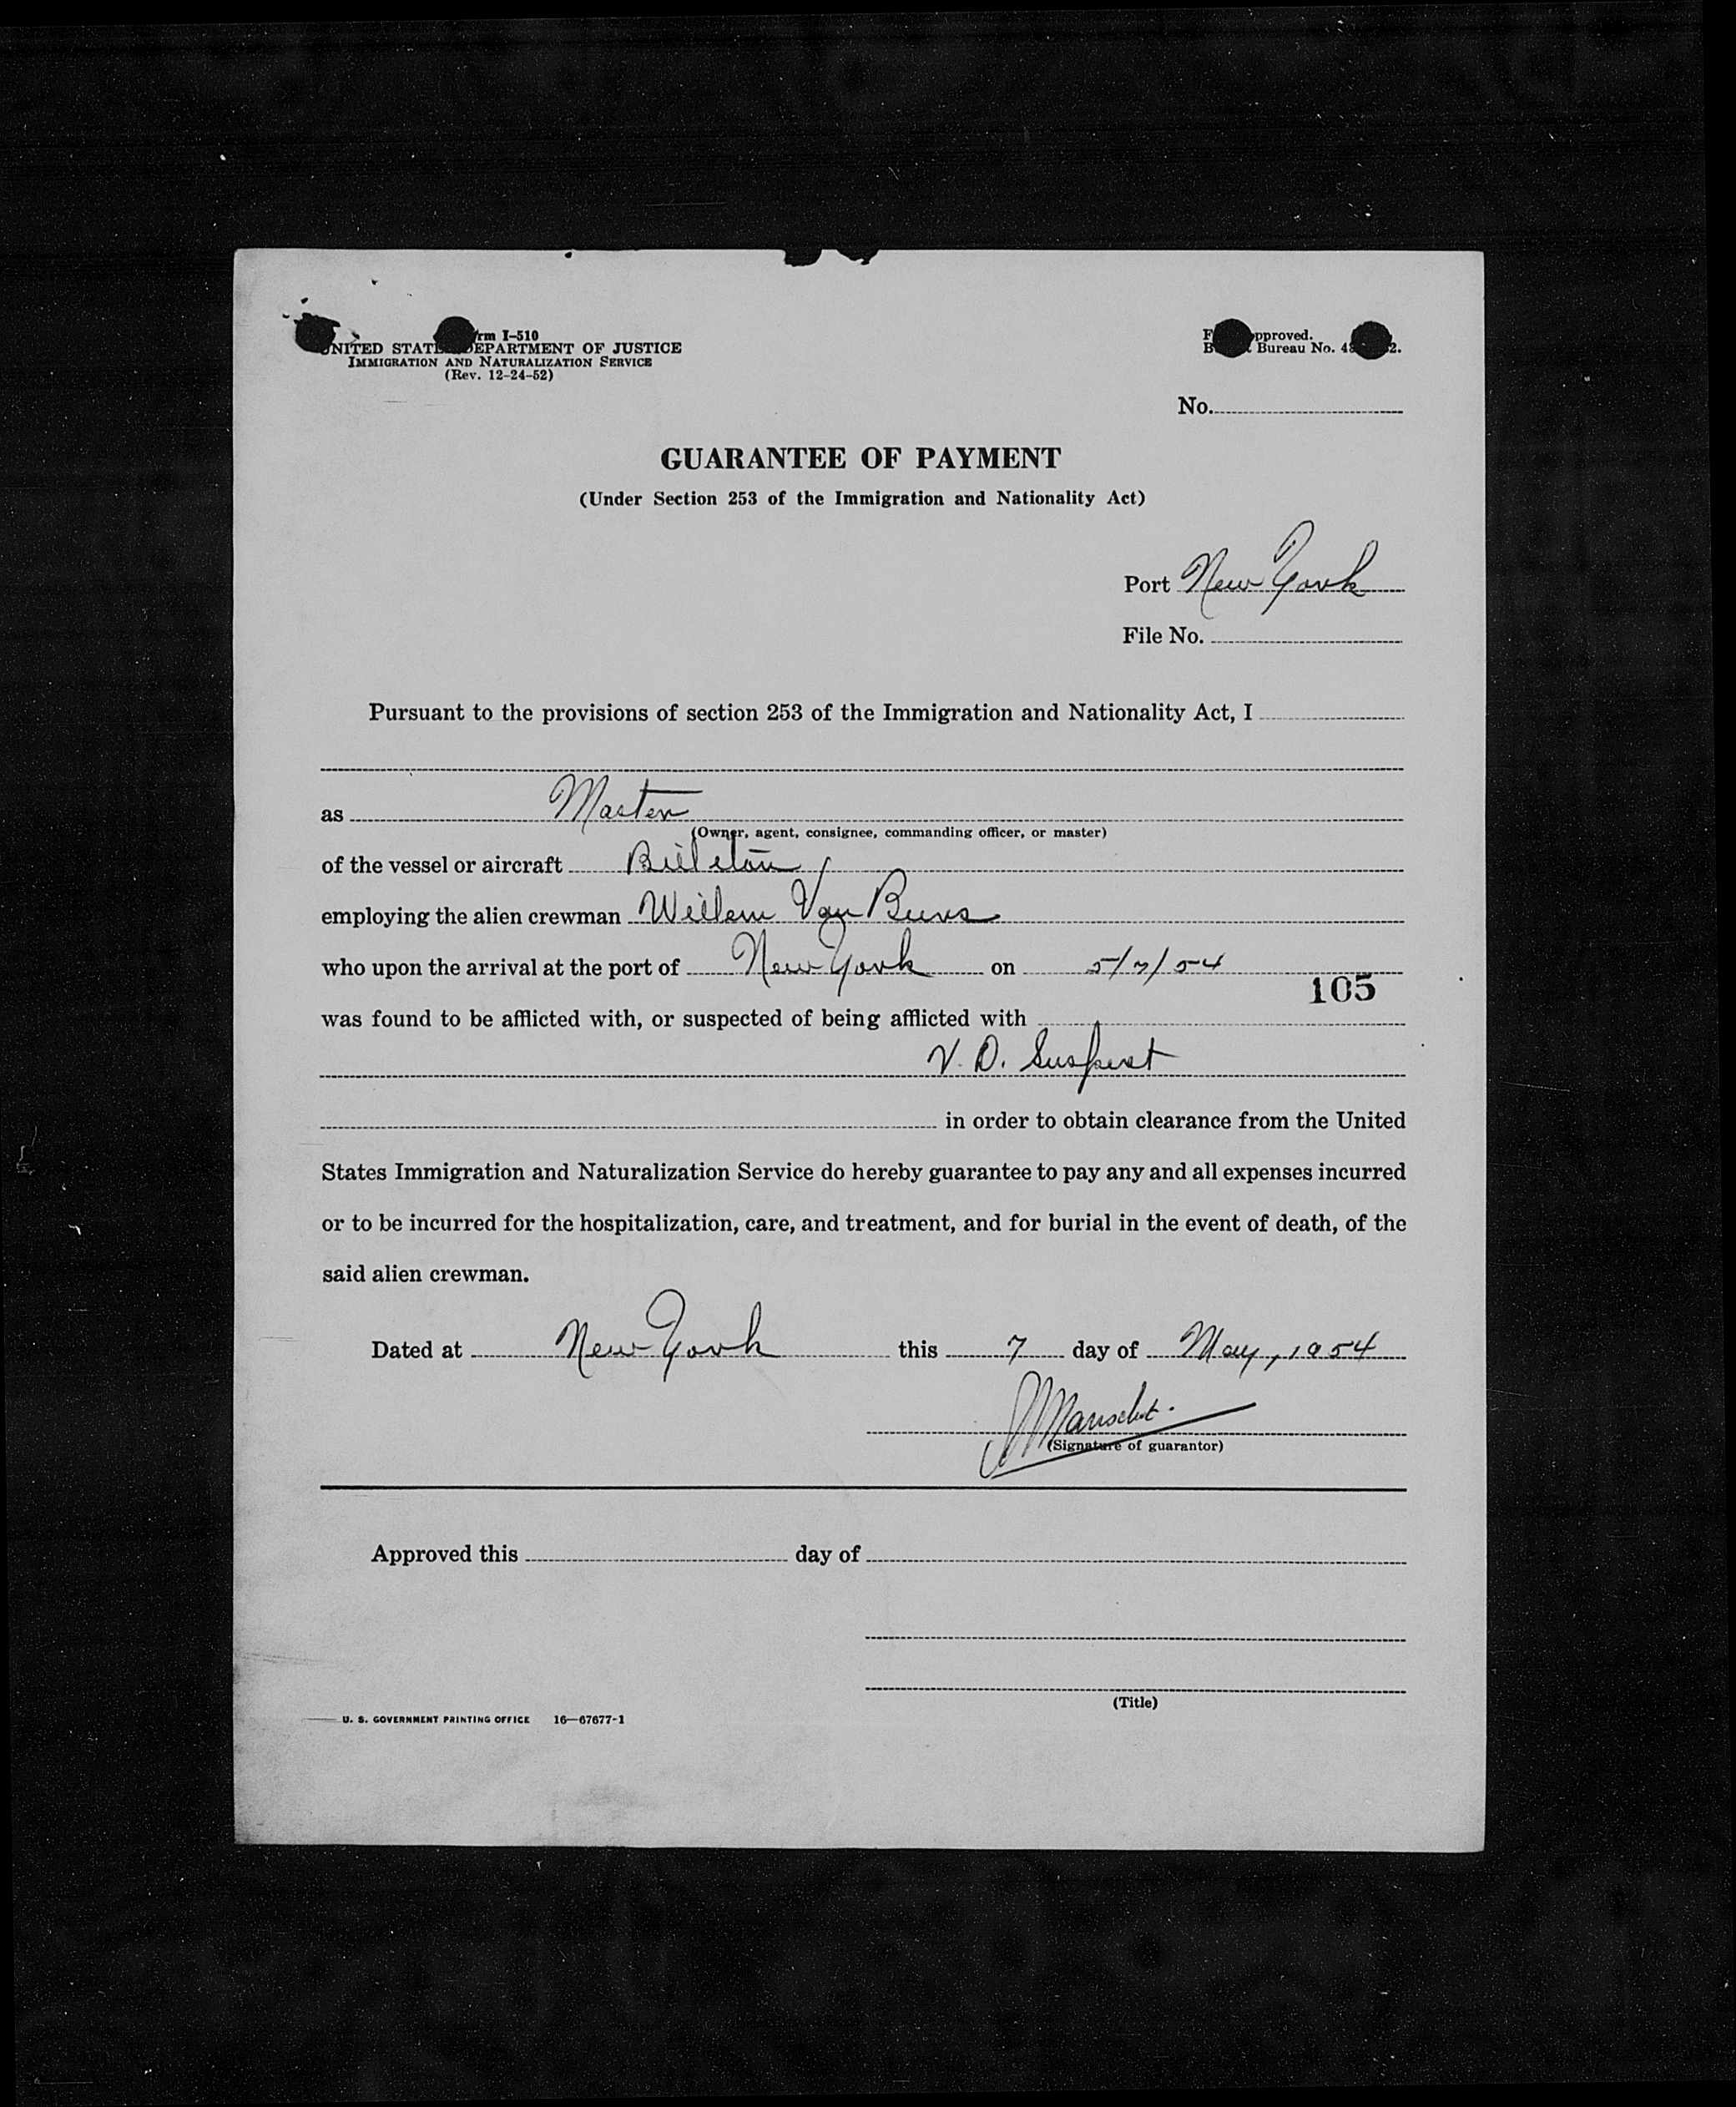 Form I-510
UNITED STATES DEPARTMENT OF JUSTICE
IMMIGRATION AND NATURALIZATION SERVICE
(Rev. 12-24-52)
pproved.
Bureau No.
No.
GUARANTEE OF PAYMENT
(Under Section 253 of the Immigration and Nationality Act)
Port New York
File No.
Pursuant to the provisions of section 253 of the Immigration and Nationality Act, I
as Master
(Owner, agent, consignee, commanding officer, or master)
of the vessel or aircraft
employing the alien crewman Willem Van
who upon the arrival at the port of New York on 5/7/54
105
was found to be afflicted with, or suspected of being afflicted with
V. D. Suspect
in order to obtain clearance from the United
States Immigration and Naturalization Service do hereby guarantee to pay any and all expenses incurred
or to be incurred for the hospitalization, care, and treatment, and for burial in the event of death, of the
said alien crewman.
Dated at New York this 7 day of May, 1954
(Signature of guarantor)
Approved this day of
(Title)
U. S. GOVERNMENT PRINTING OFFICE 16—67677-1